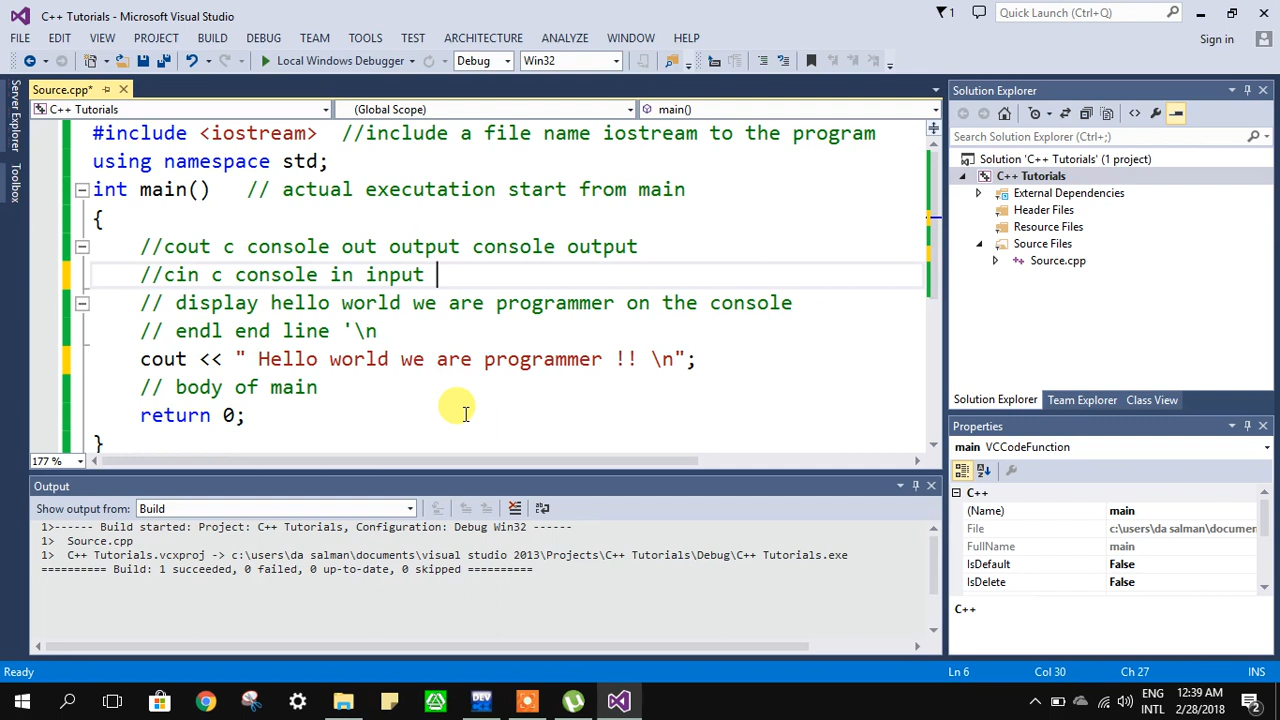 C++ Tutorials - Microsoft Visual Studio
1
Quick Launch (Ctrl+Q)
FILE EDIT VIEW PROJECT BUILD DEBUG TEAM TOOLS TEST ARCHITECTURE ANALYZE WINDOW HELP
Sign in
Local Windows Debugger Debug Win32
Server Explorer
Toolbox
Source.cpp*
C++ Tutorials (Global Scope) main()
#include <iostream> //include a file name iostream to the program
using namespace std;
int main() // actual execution start from main
{
//cout c console out output console output
//cin c console in input
// display hello world we are programmer on the console
// endl end line '\n
cout << " Hello world we are programmer !! \n";
// body of main
return 0;
}
177 %
Output
Show output from: Build
1>------ Build started: Project: C++ Tutorials, Configuration: Debug Win32 ------
1> Source.cpp
1> C++ Tutorials.vcxproj -> c:\users\da salman\documents\visual studio 2013\Projects\C++ Tutorials\Debug\C++ Tutorials.exe
========== Build: 1 succeeded, 0 failed, 0 up-to-date, 0 skipped ==========
Solution Explorer
Search Solution Explorer (Ctrl+;)
Solution 'C++ Tutorials' (1 project)
C++ Tutorials
External Dependencies
Header Files
Resource Files
Source Files
Source.cpp
Solution Explorer Team Explorer Class View
Properties
main VCCodeFunction
C++
(Name) main
File c:\users\da salman\documen
FullName main
IsDefault False
IsDelete False
C++
Ready
Ln 6 Col 30 Ch 27 INS
DEV
ENG
INTL
12:39 AM
2/28/2018
2